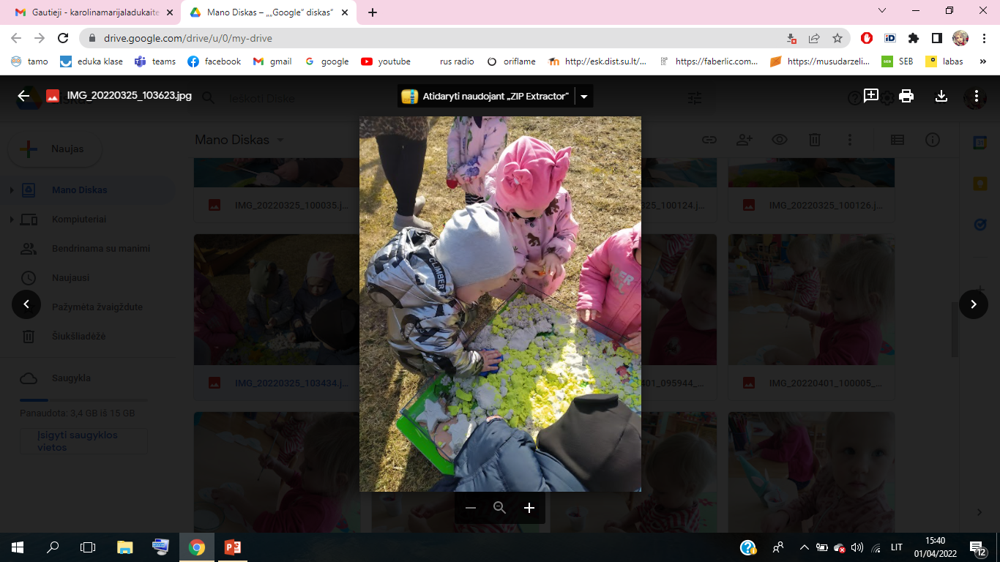 Gautieji - karolinamarijaladukaite
Mano Diskas – „„Google“ diskas“
drive.google.com/drive/u/0/my-drive
tamo
eduka klase
teams
facebook
gmail
google
youtube
rus radio
oriflame
http://esk.dist.su.lt/...
https://faberlic.com...
https://musudarzeli...
SEB
labas
IMG_20220325_103623.jpg
Ieškoti Diske
Atidaryti naudojant „ZIP Extractor“
Naujas
Mano Diskas
Mano Diskas
Kompiuteriai
Bendrinama su manimi
Naujausi
Pažymėta žvaigždute
Šiukšliadėžė
Saugykla
Panaudota: 3,4 GB iš 15 GB
Įsigyti saugyklos
vietos
IMG_20220325_100035.j...
IMG_20220325_100126.j...
IMG_20220325_103434.j
IMG_20220401_100005_...
CLIMBER
LIT
15:40
01/04/2022
12